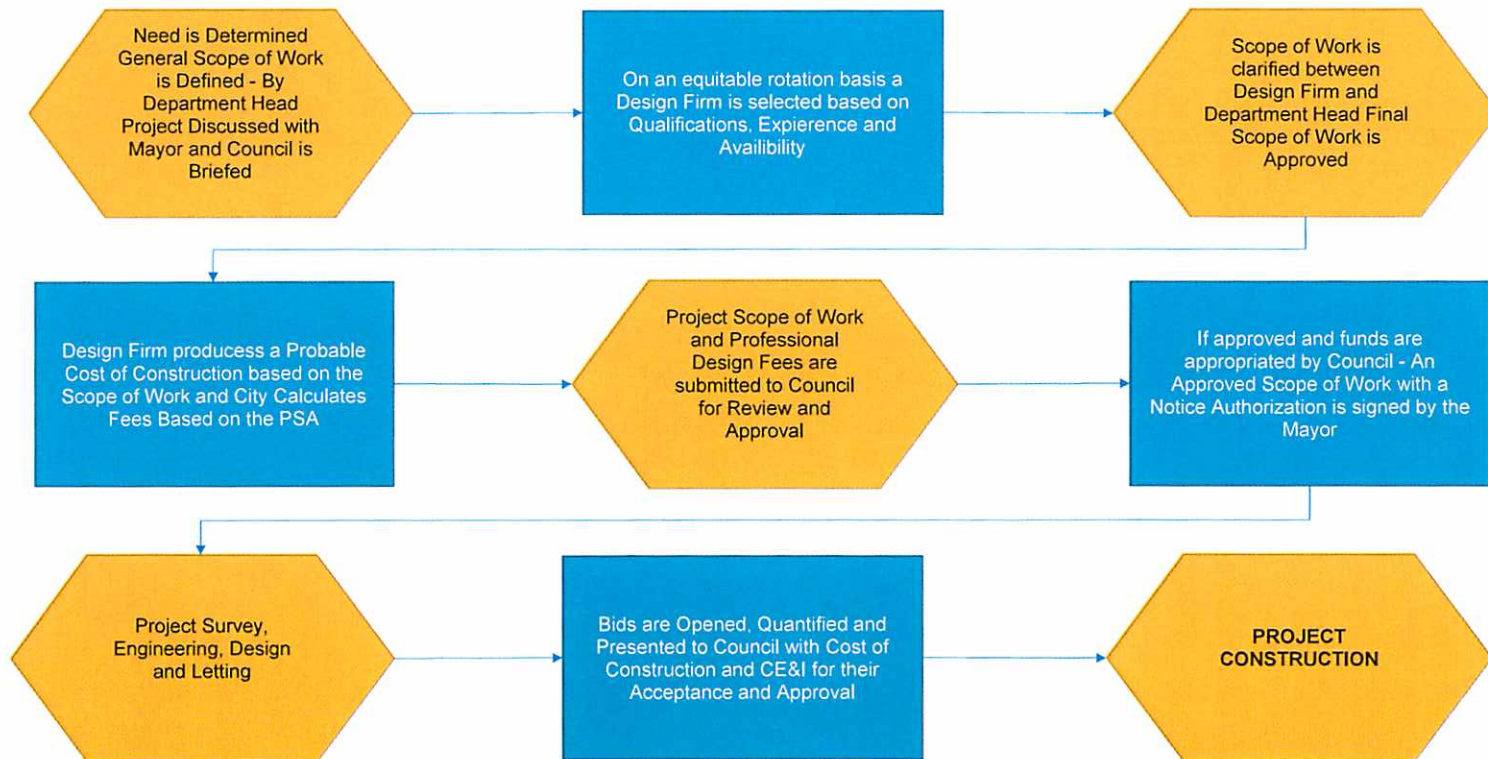 Need is Determined
General Scope of Work
is Defined - By
Department Head
Project Discussed with
Mayor and Council is
Briefed
On an equitable rotation basis a
Design Firm is selected based on
Qualifications, Expierence and
Availibility
Scope of Work is
clarified between
Design Firm and
Department Head Final
Scope of Work is
Approved
Design Firm producess a Probable
Cost of Construction based on the
Scope of Work and City Calculates
Fees Based on the PSA
Project Scope of Work
and Professional
Design Fees are
submitted to Council
for Review and
Approval
If approved and funds are
appropriated by Council - An
Approved Scope of Work with a
Notice Authorization is signed by the
Mayor
Project Survey,
Engineering, Design
and Letting
Bids are Opened, Quantified and
Presented to Council with Cost of
Construction and CE&I for their
Acceptance and Approval
PROJECT
CONSTRUCTION